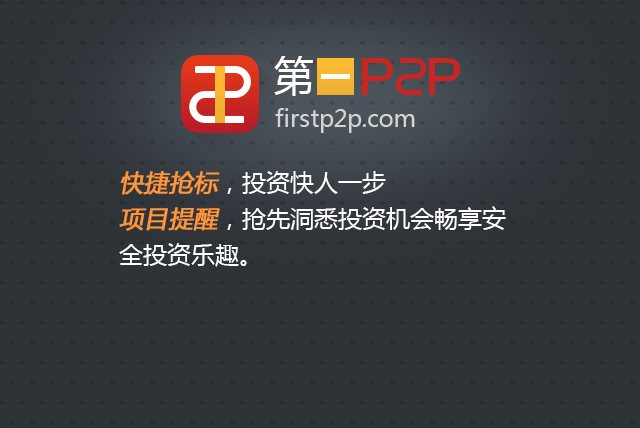 第一P2P
firstp2p.com
快捷抢标，投资快人一步
项目提醒，抢先洞悉投资机会畅享安
全投资乐趣。